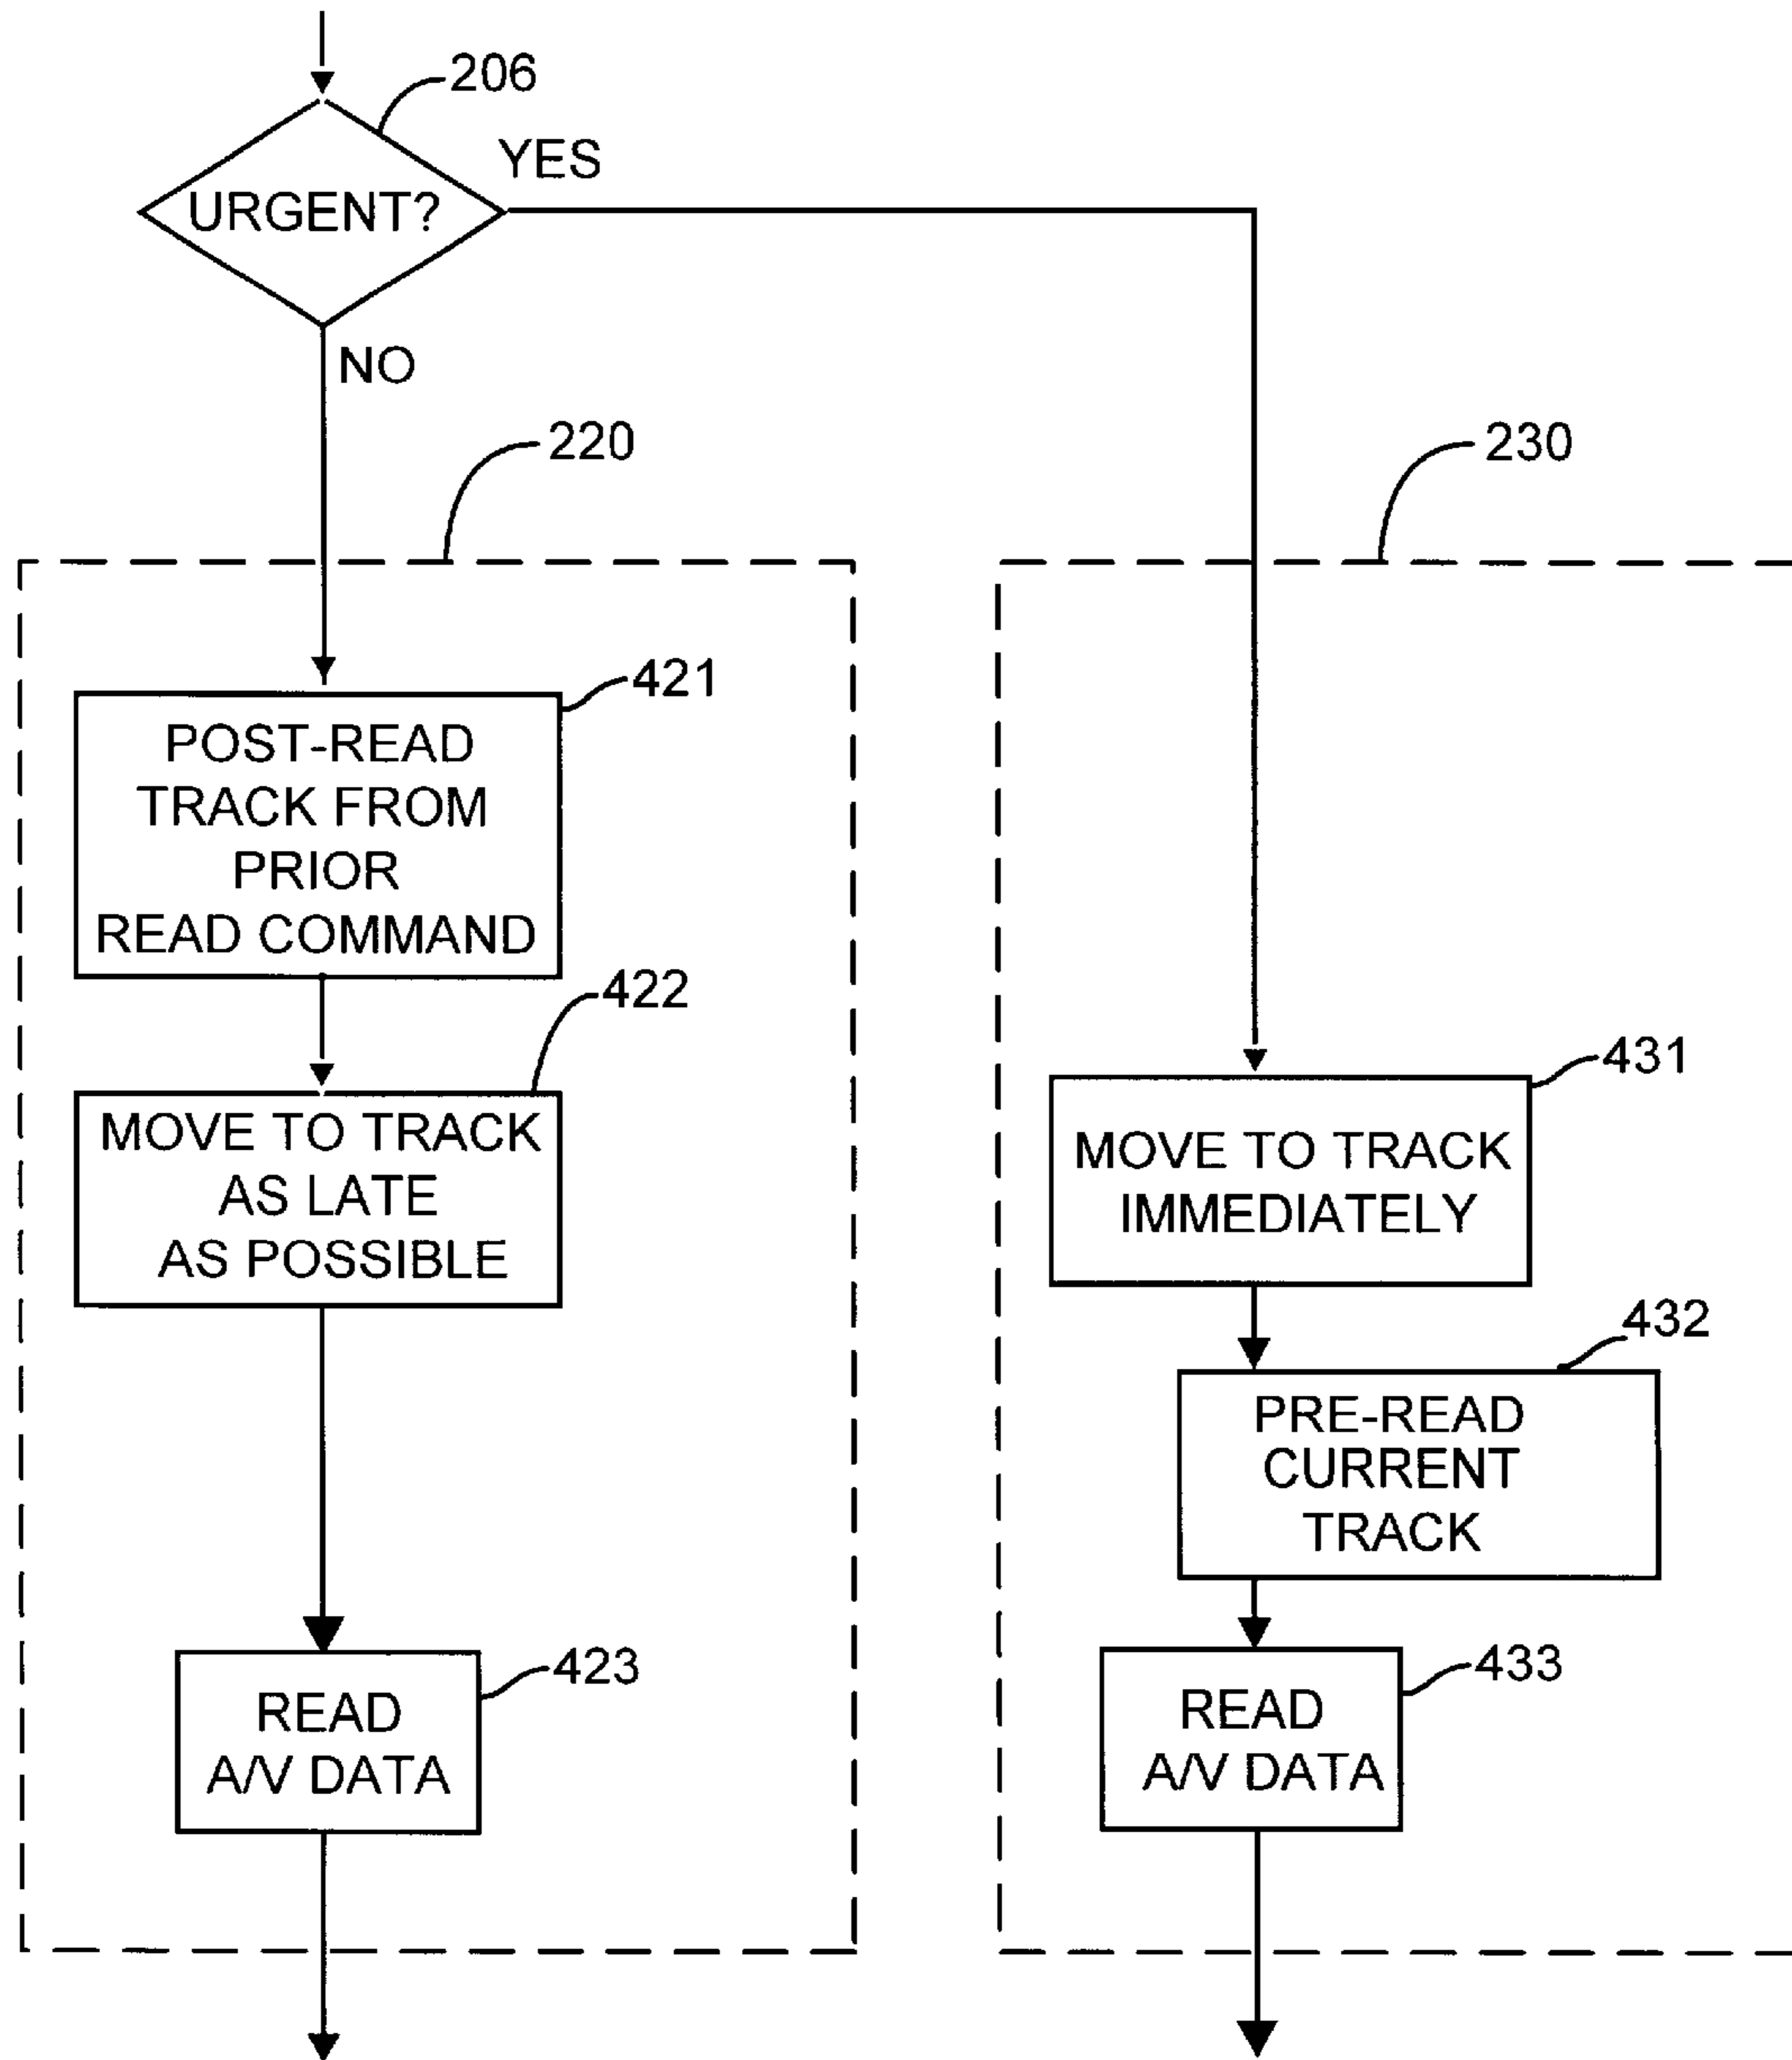 206
YES
URGENT?
NO
220
230
421
POST-READ
TRACK FROM
PRIOR
READ COMMAND
422
MOVE TO TRACK
AS LATE
AS POSSIBLE
423
READ
A/V DATA
431
MOVE TO TRACK
IMMEDIATELY
432
PRE-READ
CURRENT
TRACK
433
READ
A/V DATA